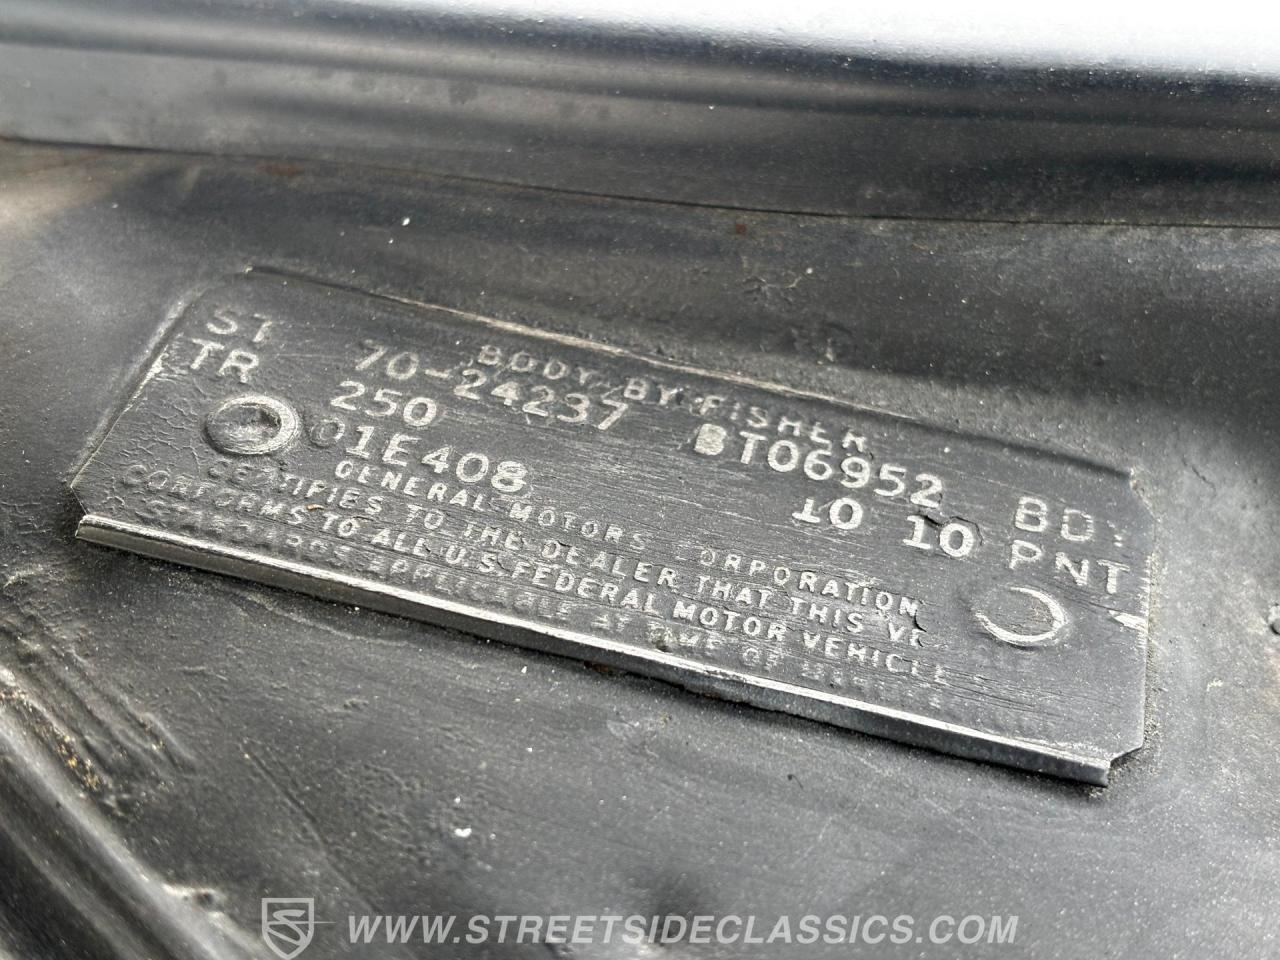 BODY BY FISHER
ST 70-24237 BT06952 BDY
TR 250 10 10 PNT
01E408
GENERAL MOTORS CORPORATION
CERTIFIES TO THE DEALER THAT THIS VE
CONFORMS TO ALL U.S. FEDERAL MOTOR VEHICLE
STANDARDS APPLICABLE AT TIME OF
WWW.STREETSIDECLASSICS.COM